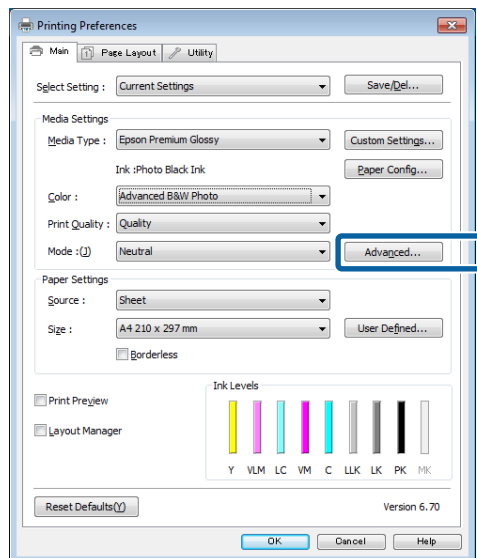 Printing Preferences
Main Page Layout Utility
Select Setting : Current Settings Save/Del...
Media Settings
Media Type : Epson Premium Glossy Custom Settings...
Ink :Photo Black Ink Paper Config...
Color : Advanced B&W Photo
Print Quality : Quality
Mode :(J) Neutral Advanced...
Paper Settings
Source : Sheet
Size : A4 210 x 297 mm User Defined...
Borderless
Ink Levels
Print Preview
Layout Manager
Y VLM LC VM C LLK LK PK MK
Reset Defaults(Y) Version 6.70
OK Cancel Help